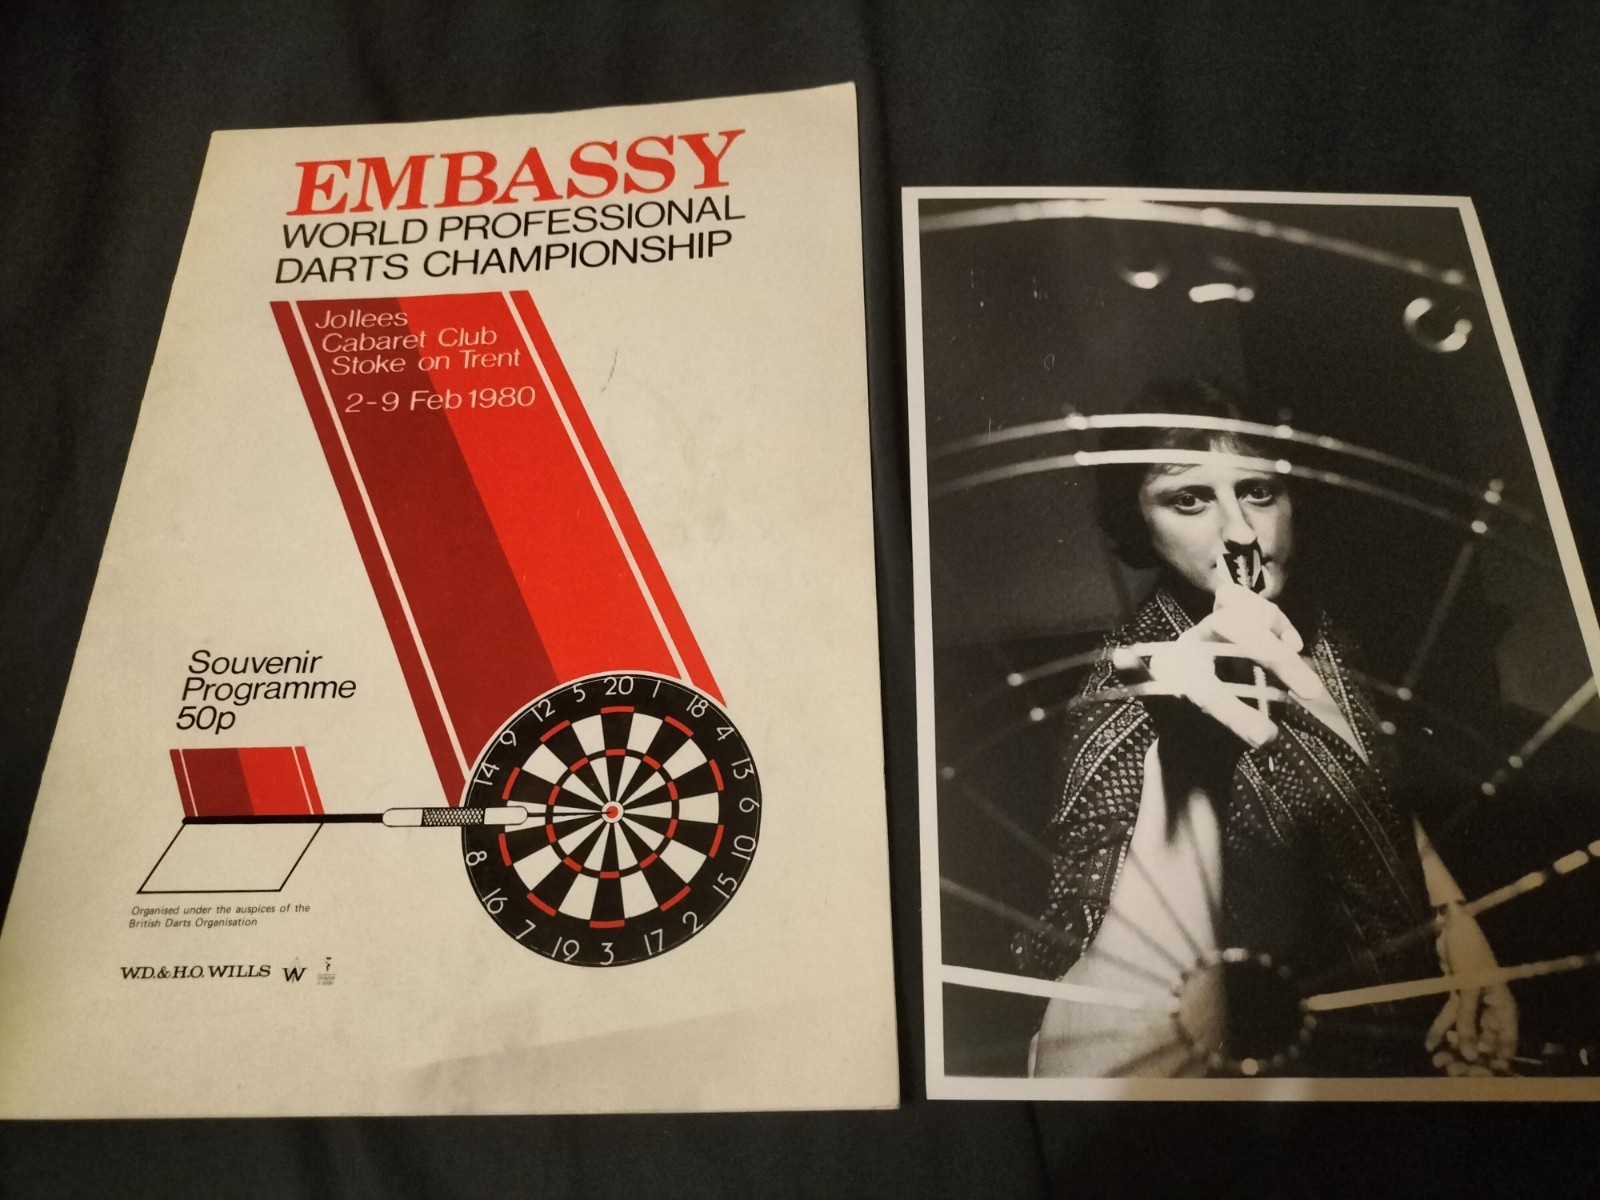 EMBASSY
WORLD PROFESSIONAL
DARTS CHAMPIONSHIP
Jollees
Cabaret Club
Stoke on Trent
2-9 Feb 1980
Souvenir
Programme
50p
20 1 18 4 13 6 10 15 2 17 3 19 7 16 8 14 9 12 5
Organised under the auspices of the
British Darts Organisation
W.D. & H.O. WILLS W